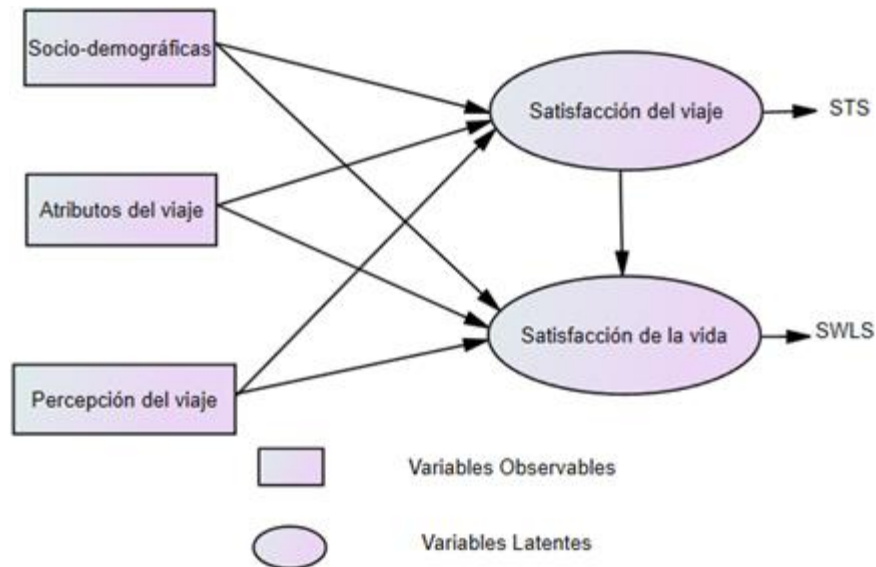 Socio-demográficas
Satisfacción del viaje
STS
Atributos del viaje
Satisfacción de la vida
SWLS
Percepción del viaje
Variables Observables
Variables Latentes